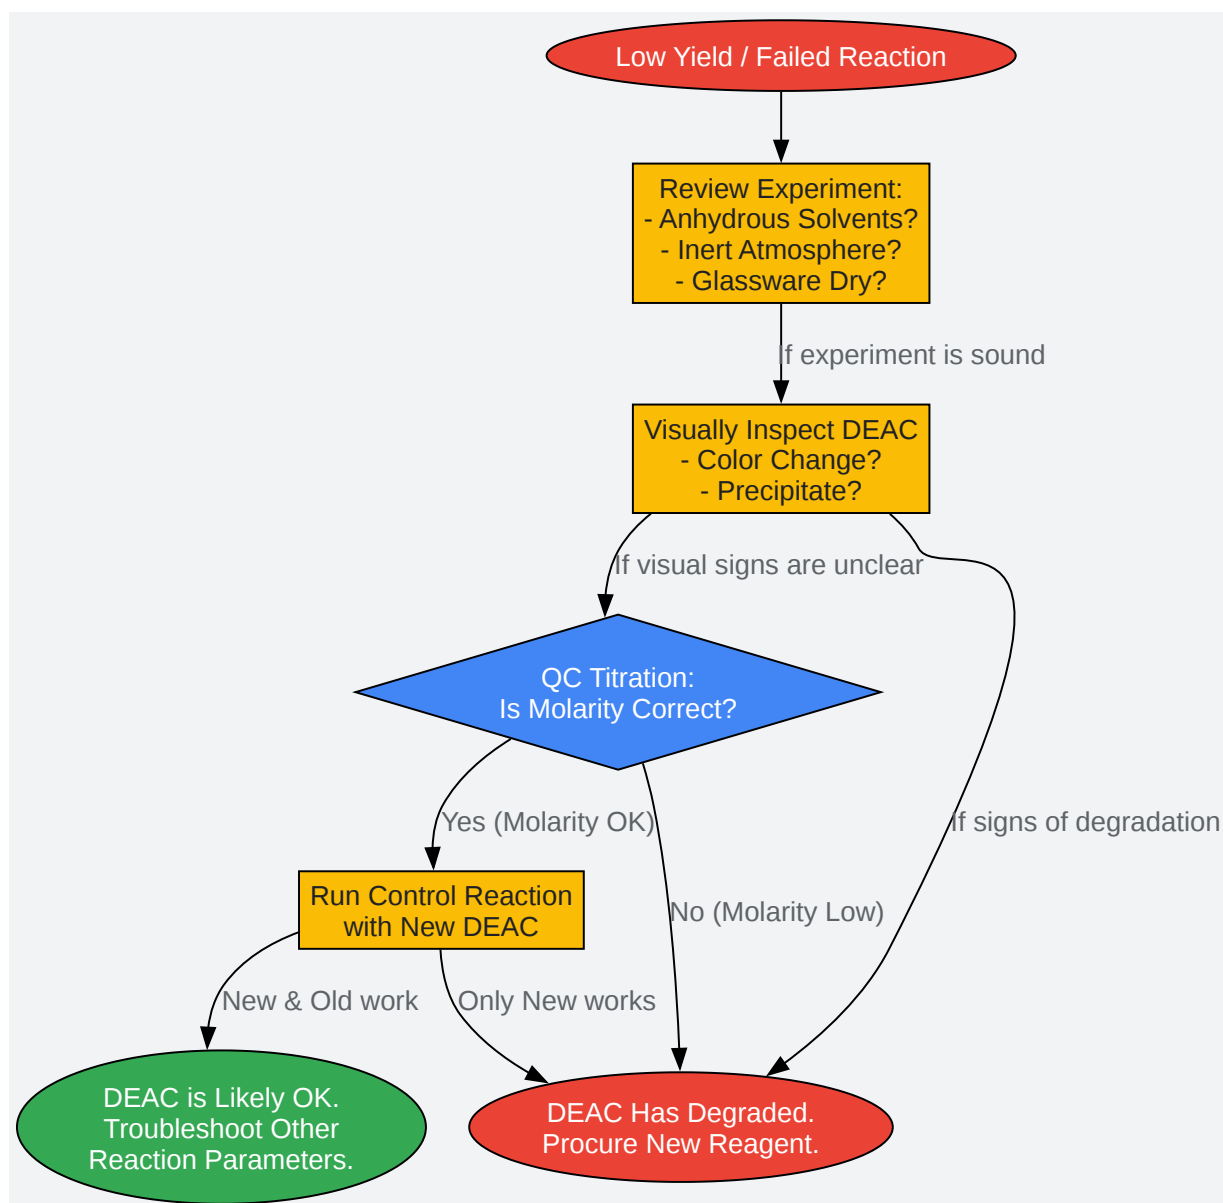 Low Yield / Failed Reaction
Review Experiment:
- Anhydrous Solvents?
- Inert Atmosphere?
- Glassware Dry?
If experiment is sound
Visually Inspect DEAC
- Color Change?
- Precipitate?
If visual signs are unclear
QC Titration:
Is Molarity Correct?
Yes (Molarity OK)
If signs of degradation
Run Control Reaction
with New DEAC
No (Molarity Low)
New & Old work
Only New works
DEAC is Likely OK.
Troubleshoot Other
Reaction Parameters.
DEAC Has Degraded.
Procure New Reagent.